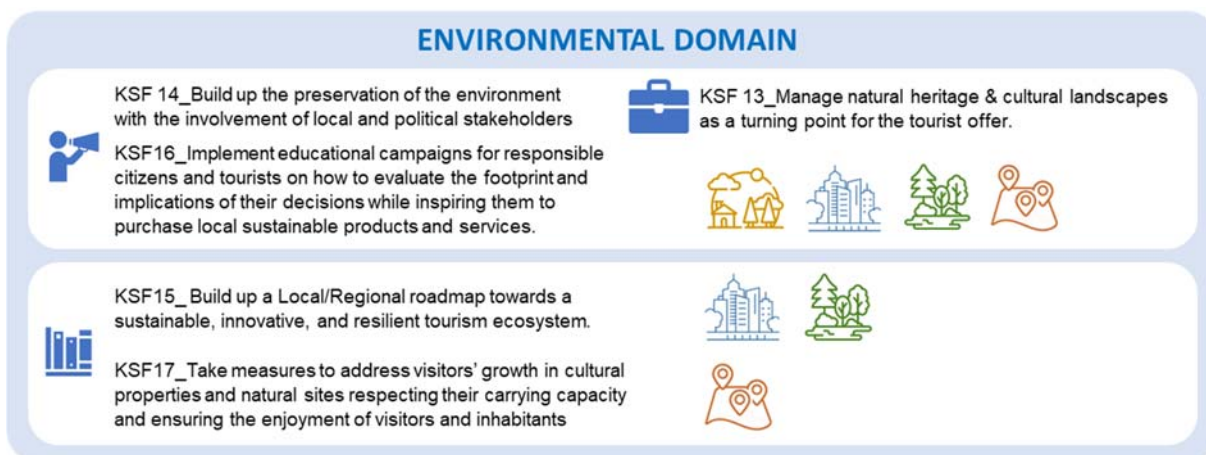 ENVIRONMENTAL DOMAIN
KSF 14_Build up the preservation of the environment
with the involvement of local and political stakeholders
KSF16_Implement educational campaigns for responsible
citizens and tourists on how to evaluate the footprint and
implications of their decisions while inspiring them to
purchase local sustainable products and services.
KSF 13_Manage natural heritage & cultural landscapes
as a turning point for the tourist offer.
KSF15_ Build up a Local/Regional roadmap towards a
sustainable, innovative, and resilient tourism ecosystem.
KSF17_Take measures to address visitors’ growth in cultural
properties and natural sites respecting their carrying capacity
and ensuring the enjoyment of visitors and inhabitants